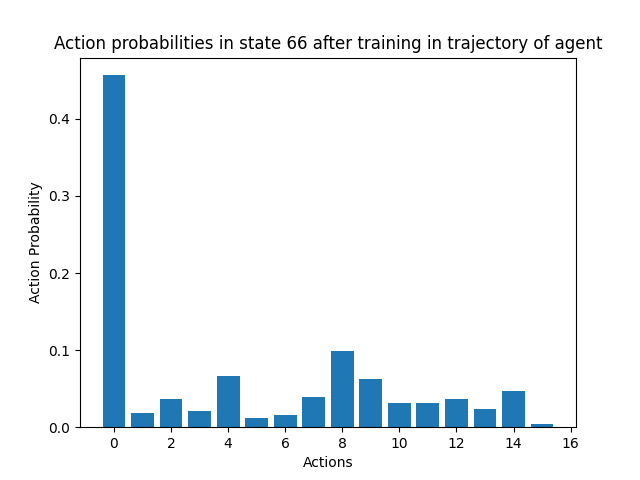 Action probabilities in state 66 after training in trajectory of agent
Action Probability
0.4
0.3
0.2
0.1
0.0
0 2 4 6 8 10 12 14 16
Actions